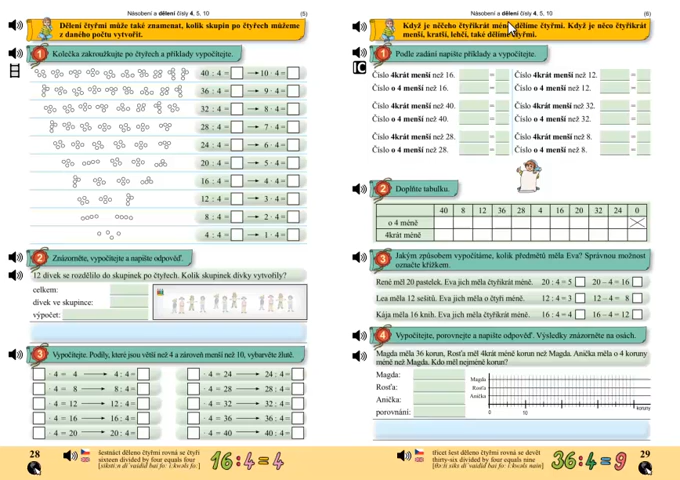 Násobení a dělení čísly 4, 5, 10
(5)
Dělení čtyřmi může také znamenat, kolik skupin po čtyřech můžeme
z daného počtu vytvořit.
1 Kolečka zakroužkujte po čtyřech a příklady vypočítejte.
40 : 4 = → 10 · 4 =
36 : 4 = → 9 · 4 =
32 : 4 = → 8 · 4 =
28 : 4 = → 7 · 4 =
24 : 4 = → 6 · 4 =
20 : 4 = → 5 · 4 =
16 : 4 = → 4 · 4 =
12 : 4 = → 3 · 4 =
8 : 4 = → 2 · 4 =
4 : 4 = → 1 · 4 =
2 Znázorněte, vypočítejte a napište odpověď.
12 dívek se rozdělilo do skupinek po čtyřech. Kolik skupinek dívky vytvořily?
celkem:
dívek ve skupince:
výpočet:
3 Vypočítejte. Podíly, které jsou větší než 4 a zároveň menší než 10, vybarvěte žlutě.
· 4 = 4 → 4 : 4 = · 4 = 24 → 24 : 4 =
· 4 = 8 → 8 : 4 = · 4 = 28 → 28 : 4 =
· 4 = 12 → 12 : 4 = · 4 = 32 → 32 : 4 =
· 4 = 16 → 16 : 4 = · 4 = 36 → 36 : 4 =
· 4 = 20 → 20 : 4 = · 4 = 40 → 40 : 4 =
28
šestnáct děleno čtyřmi rovná se čtyři
sixteen divided by four equals four
16 : 4 = 4
Násobení a dělení čísly 4, 5, 10
(6)
Když je něčeho čtyřikrát méně, dělíme čtyřmi. Když je něco čtyřikrát
menší, kratší, lehčí, také dělíme čtyřmi.
1 Podle zadání napište příklady a vypočítejte.
Číslo 4krát menší než 16. = Číslo 4krát menší než 12. =
Číslo o 4 menší než 16. = Číslo o 4 menší než 12. =
Číslo 4krát menší než 40. = Číslo 4krát menší než 32. =
Číslo o 4 menší než 40. = Číslo o 4 menší než 32. =
Číslo 4krát menší než 28. = Číslo 4krát menší než 8. =
Číslo o 4 menší než 28. = Číslo o 4 menší než 8. =
2 Doplňte tabulku.
40 8 12 36 28 4 16 20 32 24 0
o 4 méně
4krát méně
3 Jakým způsobem vypočítáme, kolik předmětů měla Eva? Správnou možnost
označte křížkem.
René měl 20 pastelek. Eva jich měla čtyřikrát méně. 20 : 4 = 5 20 – 4 = 16
Lea měla 12 sešitů. Eva jich měla o čtyři méně. 12 : 4 = 3 12 – 4 = 8
Kája měla 16 knih. Eva jich měla čtyřikrát méně. 16 : 4 = 4 16 – 4 = 12
4 Vypočítejte, porovnejte a napište odpověď. Výsledky znázorněte na osách.
Magda měla 36 korun, Rosťa měl 4krát méně korun než Magda. Anička měla o 4 koruny
méně než Magda. Kdo měl nejméně korun?
Magda:
Rosťa:
Anička:
porovnání:
Magda
Rosťa
Anička
0 10 koruny
třicet šest děleno čtyřmi rovná se devět
thirty-six divided by four equals nine
36 : 4 = 9
29